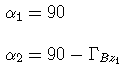 α₁ = 90
α₂ = 90 − Γ_{Bz₁}